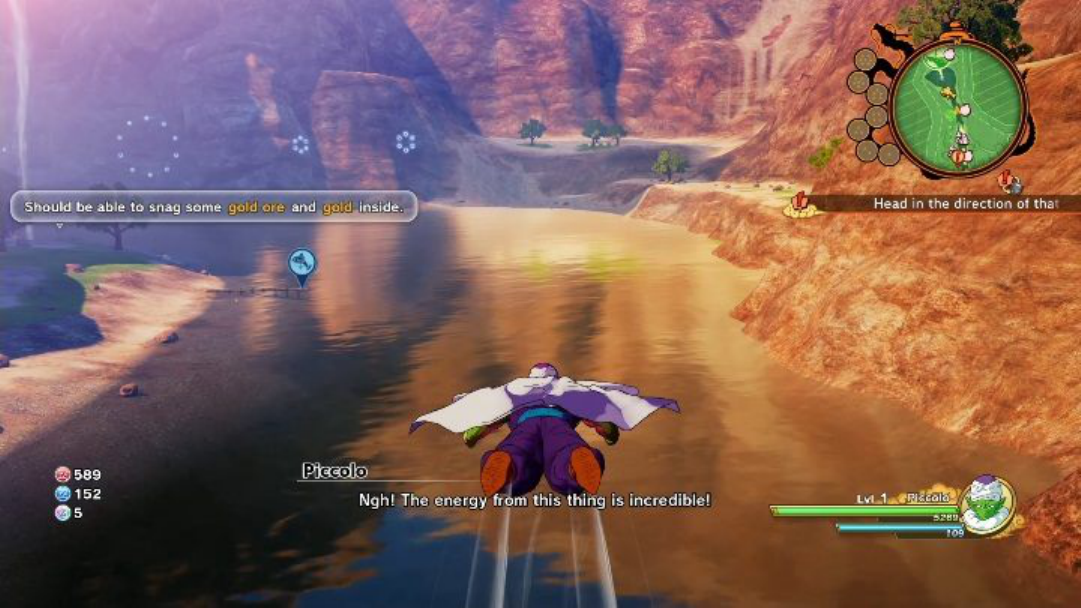 Should be able to snag some gold ore and gold inside.
Head in the direction of that
589
152
5
Piccolo
Ngh! The energy from this thing is incredible!
Lvl 1 Piccolo
5289
109